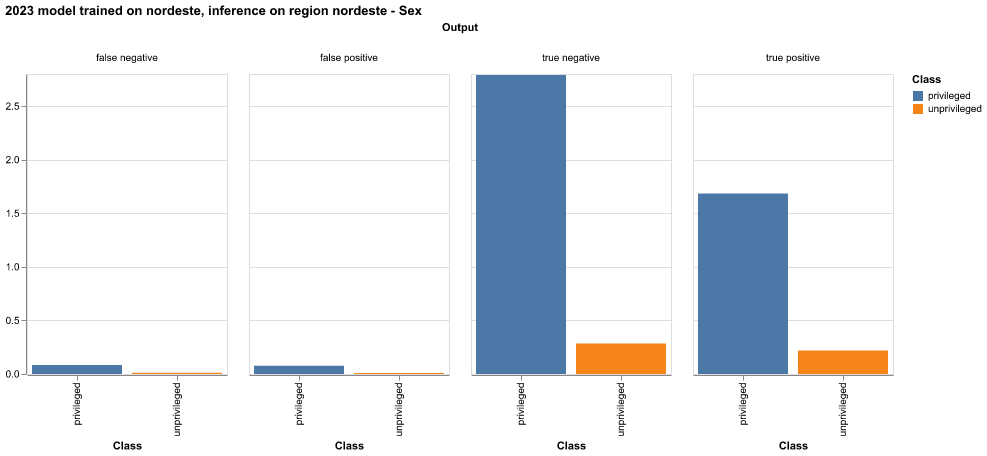 2023 model trained on nordeste, inference on region nordeste - Sex
Output
false negative
false positive
true negative
true positive
Class
privileged
unprivileged
2.5
2.0
1.5
1.0
0.5
0.0
privileged
unprivileged
privileged
unprivileged
privileged
unprivileged
privileged
unprivileged
Class
Class
Class
Class